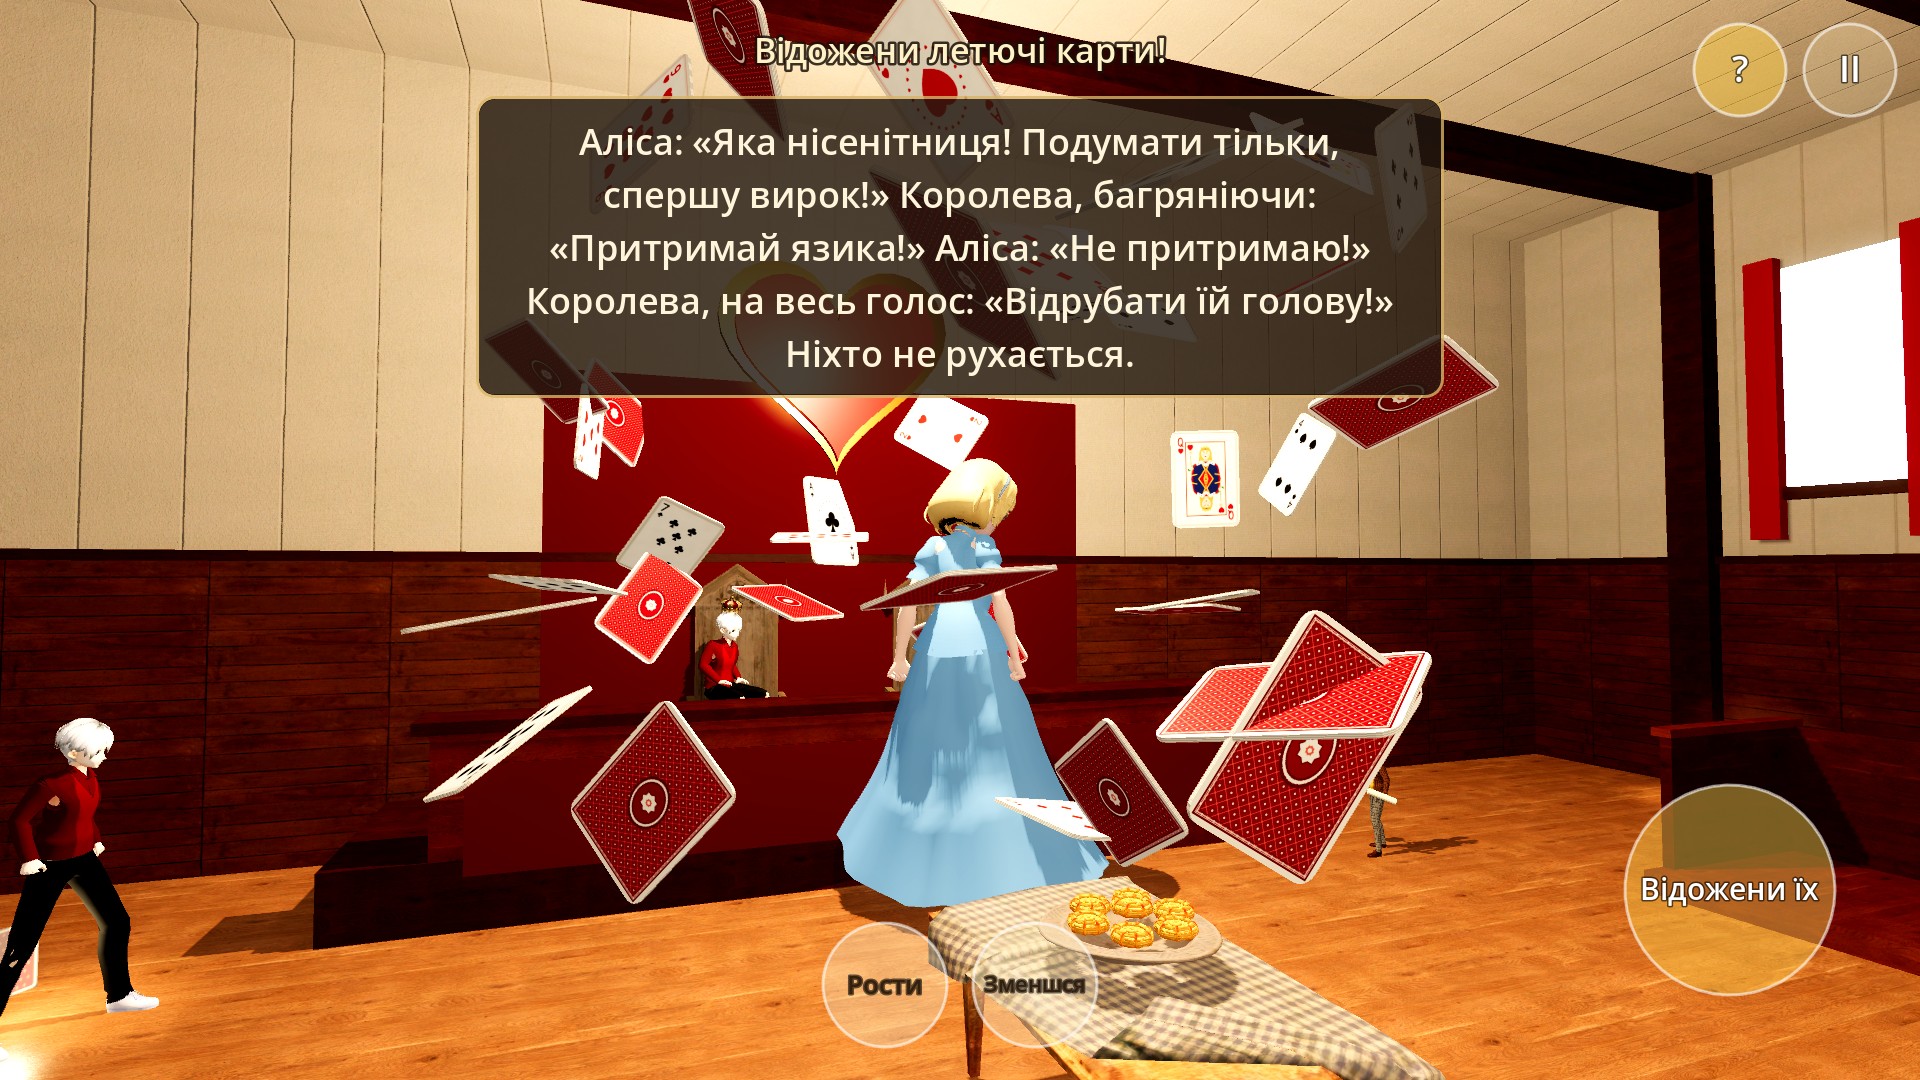 Відожени летючі карти!
?
Аліса: «Яка нісенітниця! Подумати тільки,
спершу вирок!» Королева, багряніючи:
«Притримай язика!» Аліса: «Не притримаю!»
Королева, на весь голос: «Відрубати їй голову!»
Ніхто не рухається.
Відожени їх
Рости
Зменшся